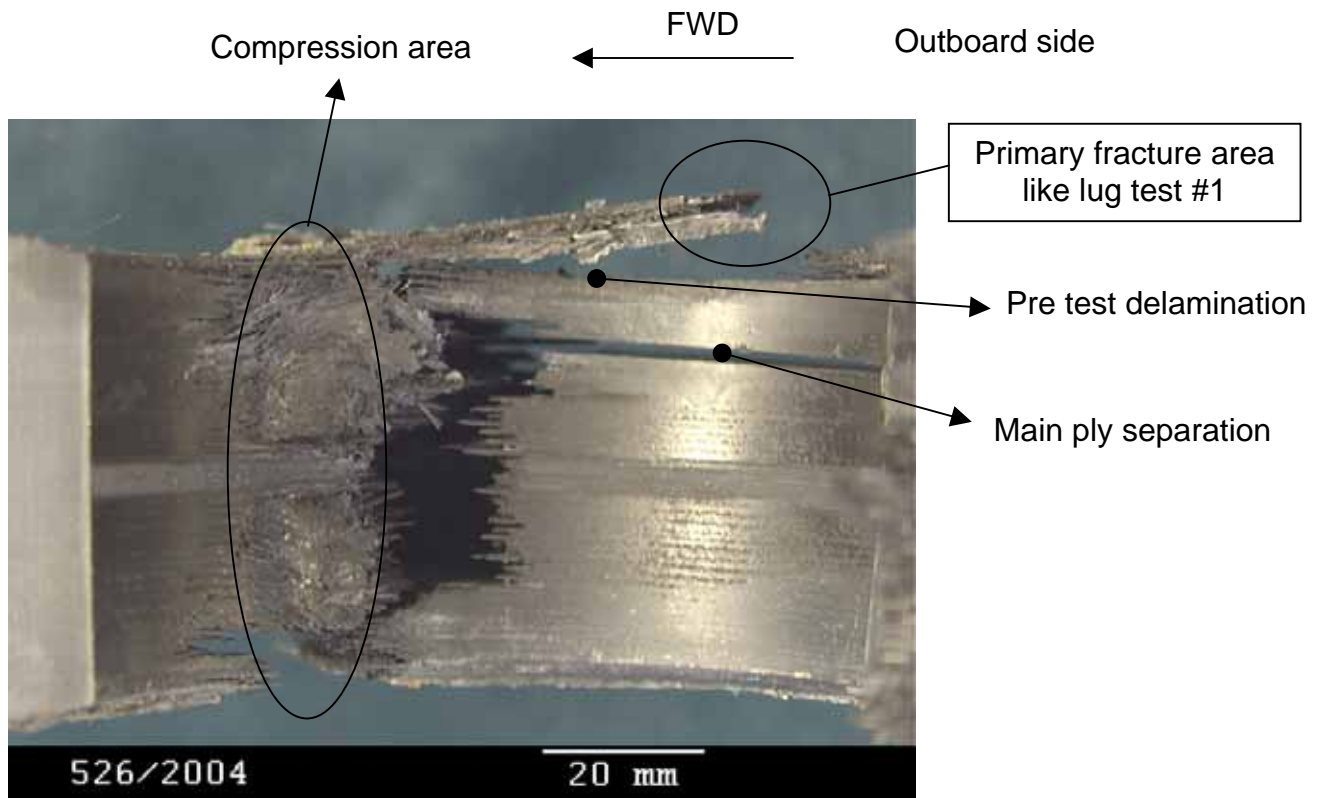 FWD
Compression area
Outboard side
Primary fracture area
like lug test #1
Pre test delamination
Main ply separation
526/2004
20 mm